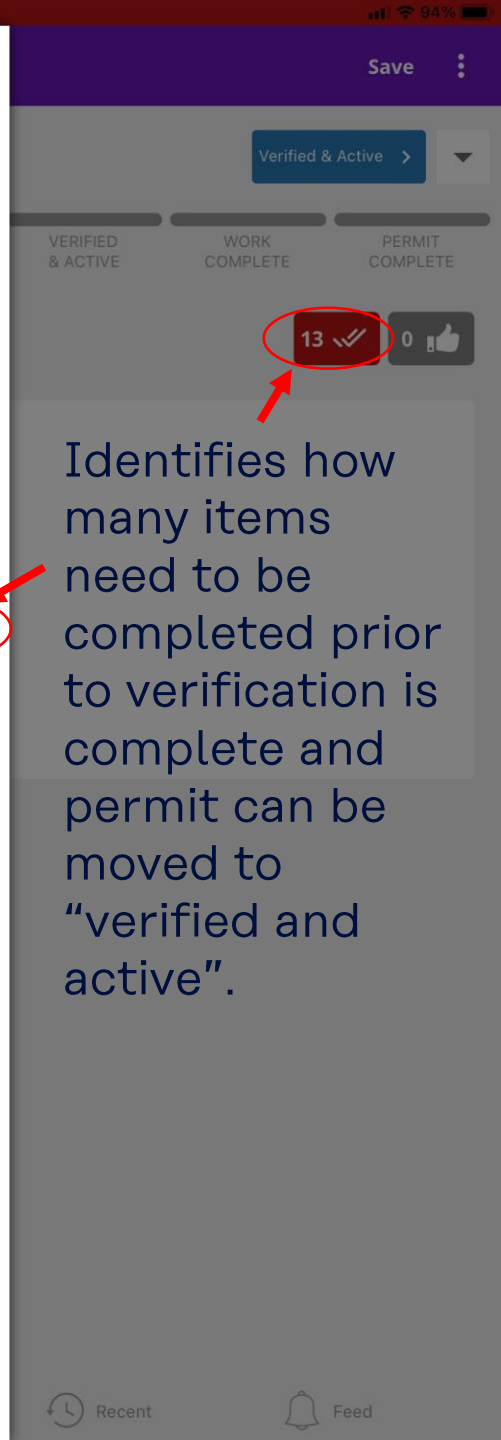 94%
Save
Verified & Active >
VERIFIED
& ACTIVE
WORK
COMPLETE
PERMIT
COMPLETE
13
0
Identifies how
many items
need to be
completed prior
to verification is
complete and
permit can be
moved to
“verified and
active”.
Recent
Feed